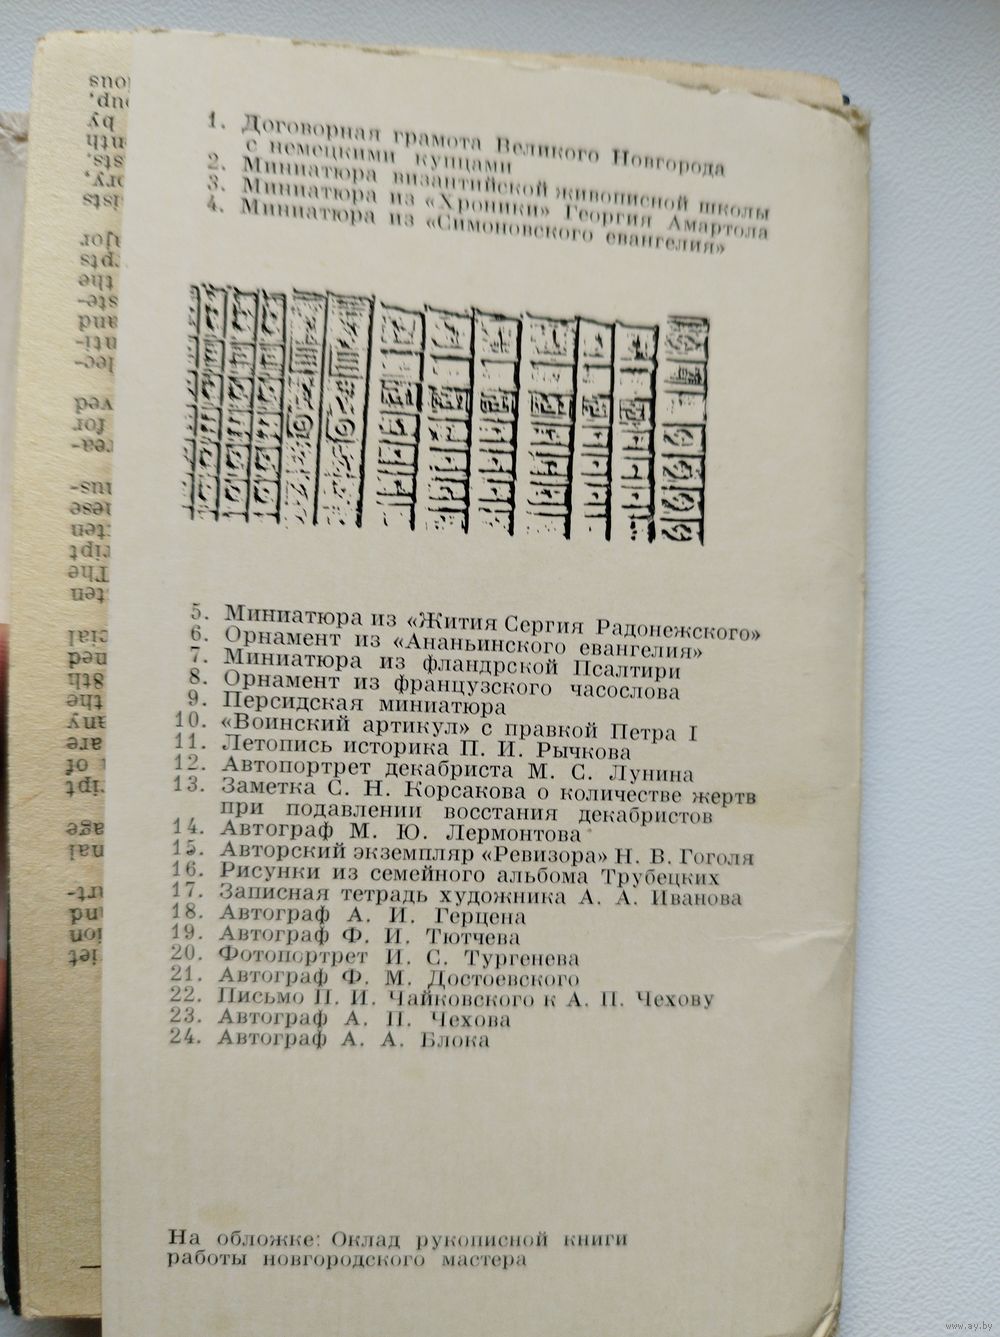 1. Договорная грамота Великого Новгорода
с немецкими купцами
2. Миниатюра византийской живописной школы
3. Миниатюра из «Хроники» Георгия Амартола
4. Миниатюра из «Симоновского евангелия»
5. Миниатюра из «Жития Сергия Радонежского»
6. Орнамент из «Ананьинского евангелия»
7. Миниатюра из фландрской Псалтири
8. Орнамент из французского часослова
9. Персидская миниатюра
10. «Воинский артикул» с правкой Петра I
11. Летопись историка П. И. Рычкова
12. Автопортрет декабриста М. С. Лунина
13. Заметка С. Н. Корсакова о количестве жертв
при подавлении восстания декабристов
14. Автограф М. Ю. Лермонтова
15. Авторский экземпляр «Ревизора» Н. В. Гоголя
16. Рисунки из семейного альбома Трубецких
17. Записная тетрадь художника А. А. Иванова
18. Автограф А. И. Герцена
19. Автограф Ф. И. Тютчева
20. Фотопортрет И. С. Тургенева
21. Автограф Ф. М. Достоевского
22. Письмо П. И. Чайковского к А. П. Чехову
23. Автограф А. П. Чехова
24. Автограф А. А. Блока
На обложке: Оклад рукописной книги
работы новгородского мастера
www.ay.by